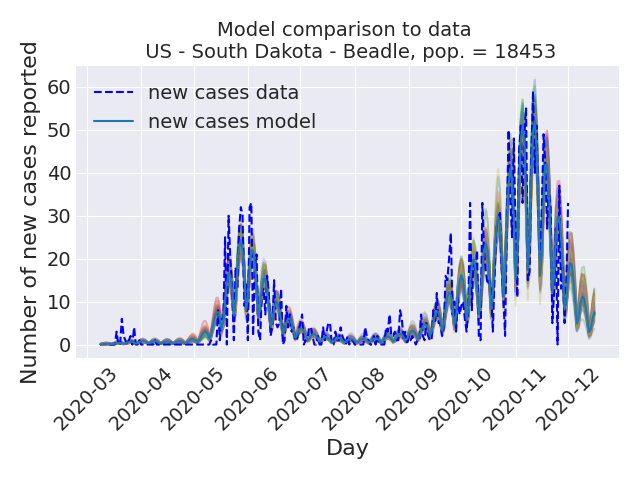 Model comparison to data
US - South Dakota - Beadle, pop. = 18453
Number of new cases reported
60
50
40
30
20
10
0
new cases data
new cases model
2020-03
2020-04
2020-05
2020-06
2020-07
2020-08
2020-09
2020-10
2020-11
2020-12
Day